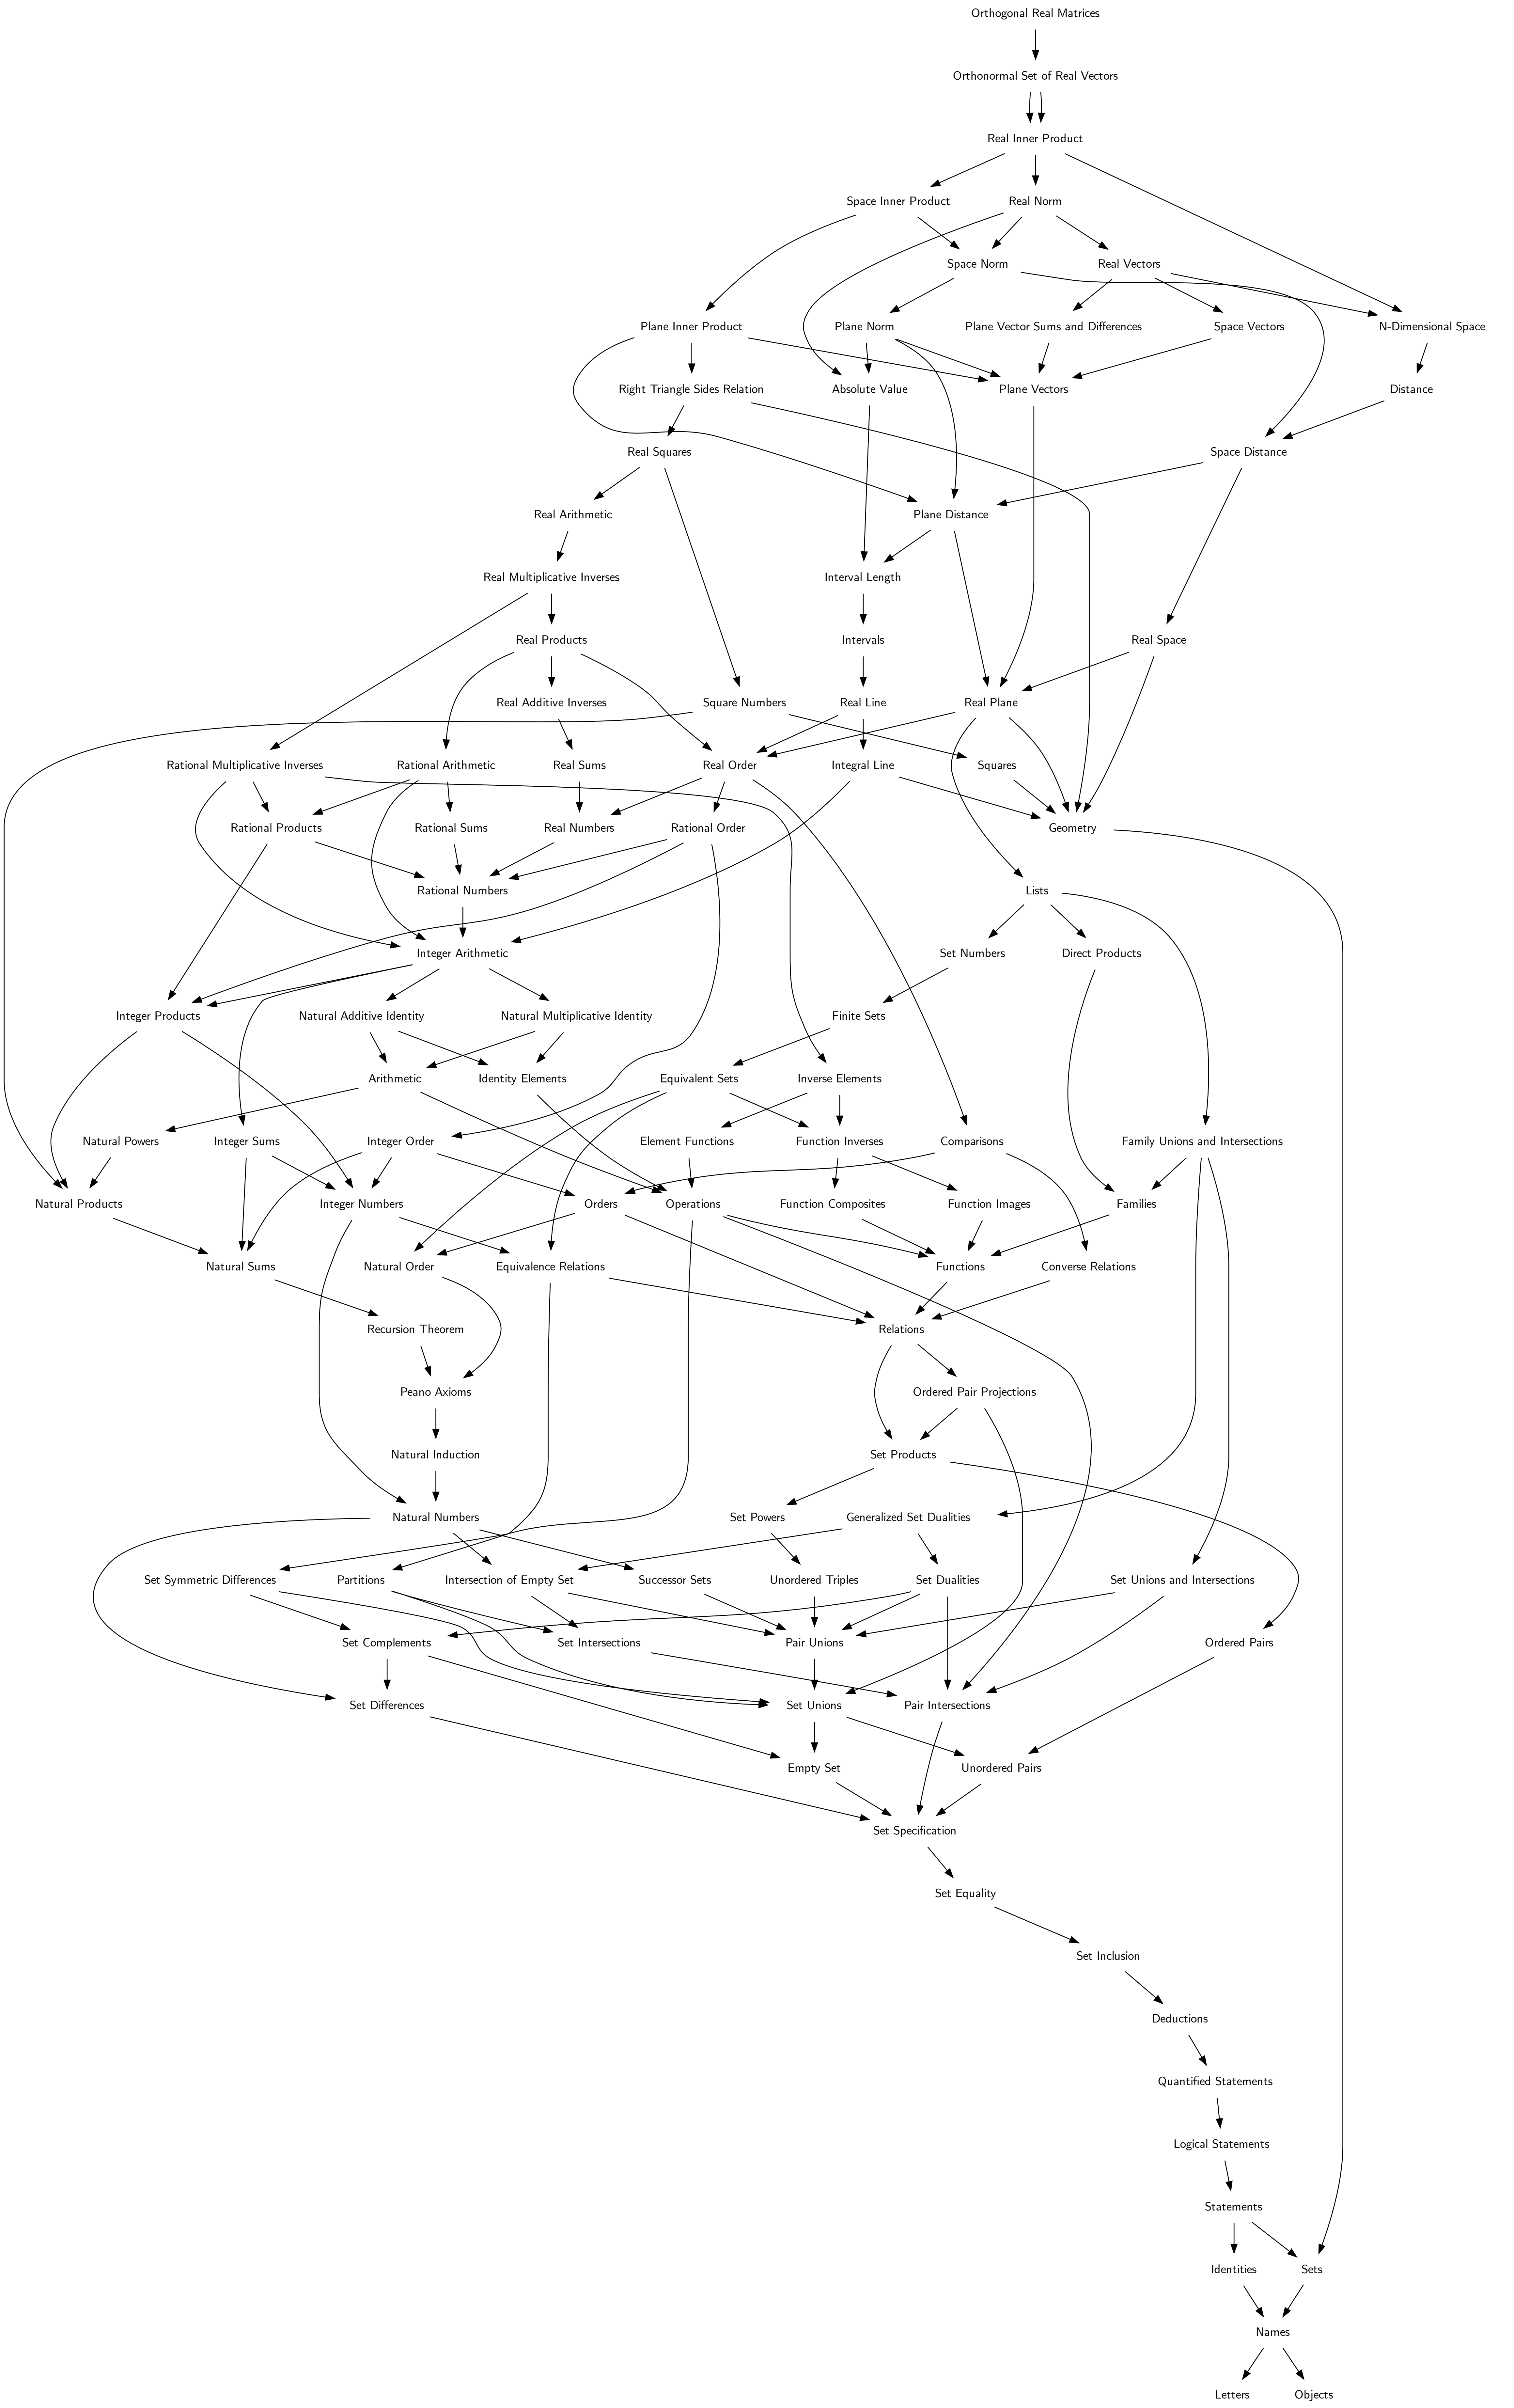 Orthogonal Real Matrices
Orthonormal Set of Real Vectors
Real Inner Product
Space Inner Product
Real Norm
Space Norm
Real Vectors
Plane Inner Product
Plane Norm
Plane Vector Sums and Differences
Space Vectors
N-Dimensional Space
Right Triangle Sides Relation
Absolute Value
Plane Vectors
Distance
Real Squares
Space Distance
Real Arithmetic
Plane Distance
Real Multiplicative Inverses
Interval Length
Real Products
Intervals
Real Space
Real Additive Inverses
Square Numbers
Real Line
Real Plane
Rational Multiplicative Inverses
Rational Arithmetic
Real Sums
Real Order
Integral Line
Squares
Rational Products
Rational Sums
Real Numbers
Rational Order
Geometry
Rational Numbers
Lists
Integer Arithmetic
Set Numbers
Direct Products
Integer Products
Natural Additive Identity
Natural Multiplicative Identity
Finite Sets
Arithmetic
Identity Elements
Equivalent Sets
Inverse Elements
Natural Powers
Integer Sums
Integer Order
Element Functions
Function Inverses
Comparisons
Family Unions and Intersections
Natural Products
Integer Numbers
Orders
Operations
Function Composites
Function Images
Families
Natural Sums
Natural Order
Equivalence Relations
Functions
Converse Relations
Recursion Theorem
Relations
Peano Axioms
Ordered Pair Projections
Natural Induction
Set Products
Natural Numbers
Set Powers
Generalized Set Dualities
Set Symmetric Differences
Partitions
Intersection of Empty Set
Successor Sets
Unordered Triples
Set Dualities
Set Unions and Intersections
Set Complements
Set Intersections
Pair Unions
Ordered Pairs
Set Differences
Set Unions
Pair Intersections
Empty Set
Unordered Pairs
Set Specification
Set Equality
Set Inclusion
Deductions
Quantified Statements
Logical Statements
Statements
Identities
Sets
Names
Letters
Objects